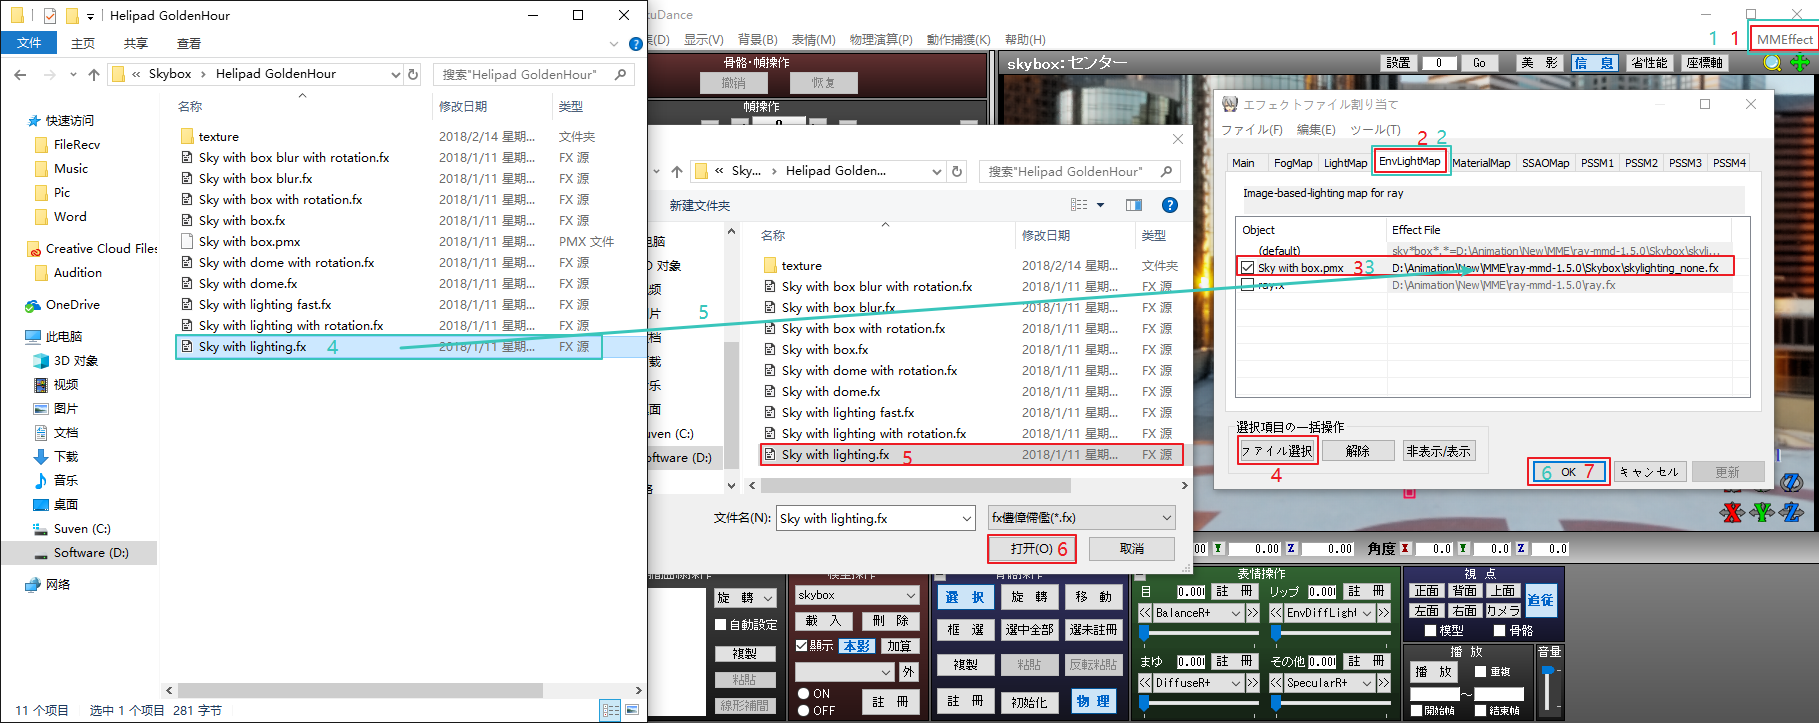 Helipad GoldenHour
文件
主页
共享
查看
« Skybox › Helipad GoldenHour
搜索"Helipad GoldenHour"
名称
修改日期
类型
快速访问
FileRecv
Music
Pic
Word
Creative Cloud Files
Audition
OneDrive
此电脑
3D 对象
视频
图片
文档
下载
音乐
桌面
Suven (C:)
Software (D:)
网络
texture 2018/2/14 星期... 文件夹
Sky with box blur with rotation.fx 2018/1/11 星期... FX 源
Sky with box blur.fx 2018/1/11 星期... FX 源
Sky with box with rotation.fx 2018/1/11 星期... FX 源
Sky with box.fx 2018/1/11 星期... FX 源
Sky with box.pmx 2018/1/11 星期... PMX 文件
Sky with dome with rotation.fx 2018/1/11 星期... FX 源
Sky with dome.fx 2018/1/11 星期... FX 源
Sky with lighting fast.fx 2018/1/11 星期... FX 源
Sky with lighting with rotation.fx 2018/1/11 星期... FX 源
Sky with lighting.fx 4 2018/1/11 星期... FX 源
5
11 个项目 选中 1 个项目 281 字节
uDance
(D) 显示(V) 背景(B) 表情(M) 物理演算(P) 動作捕獲(K) 帮助(H)
1 1 MMEffect
骨骼·幀操作
撤消 恢复
幀操作
skybox:センター
設置 0 Go 美 影 信 息 省性能 座標軸
« Sky... › Helipad Golden...
搜索"Helipad GoldenHour"
新建文件夹
名称
修改日期
类型
电脑
3D 对象
uven (C:)
oftware (D:)
texture 2018/2/14 星期... 文件夹
Sky with box blur with rotation.fx 2018/1/11 星期... FX 源
Sky with box blur.fx 2018/1/11 星期... FX 源
Sky with box with rotation.fx 2018/1/11 星期... FX 源
Sky with box.fx 2018/1/11 星期... FX 源
Sky with dome with rotation.fx 2018/1/11 星期... FX 源
Sky with dome.fx 2018/1/11 星期... FX 源
Sky with lighting fast.fx 2018/1/11 星期... FX 源
Sky with lighting with rotation.fx 2018/1/11 星期... FX 源
Sky with lighting.fx 5 2018/1/11 星期... FX 源
文件名(N): Sky with lighting.fx
(*.fx)
打开(O) 6 取消
エフェクトファイル割り当て
ファイル(F) 編集(E) ツール(T)
2 2
Main FogMap LightMap EnvLightMap MaterialMap SSAOMap PSSM1 PSSM2 PSSM3 PSSM4
Image-based-lighting map for ray
Object Effect File
(default) sky*box*.*=D:\Animation\New\MME\ray-mmd-1.5.0\Skybox\skyli...
Sky with box.pmx 3 3 D:\Animation\New\MME\ray-mmd-1.5.0\Skybox\skylighting_none.fx
ray.x D:\Animation\New\MME\ray-mmd-1.5.0\ray.fx
選択項目の一括操作
ファイル選択 解除 非表示/表示
4
6 OK 7 キャンセル 更新
X Y Z
00 Y 0.00 Z 0.00 角度 X 0.0 Y 0.0 Z 0.0
旋 轉
自動設定
複製
粘貼
線形補間
skybox
載 入 刪 除
顯示 本影 加算
外
ON
OFF
註 冊
選 択 旋 轉 移 動
框 選 選中全部 選未註冊
複製 粘貼 反転粘貼
註 冊 初始化 物 理
表情操作
目 0.00 註 冊 リップ 0.00 註 冊
<< BalanceR+ >> << EnvDiffLight >>
まゆ 0.00 註 冊 その他 0.00 註 冊
<< DiffuseR+ >> << SpecularR+ >>
視 点
正面 背面 上面
左面 右面 カメラ
追従
模型 骨骼
播 放
播 放 重複
~
開始幀 結束幀
音量